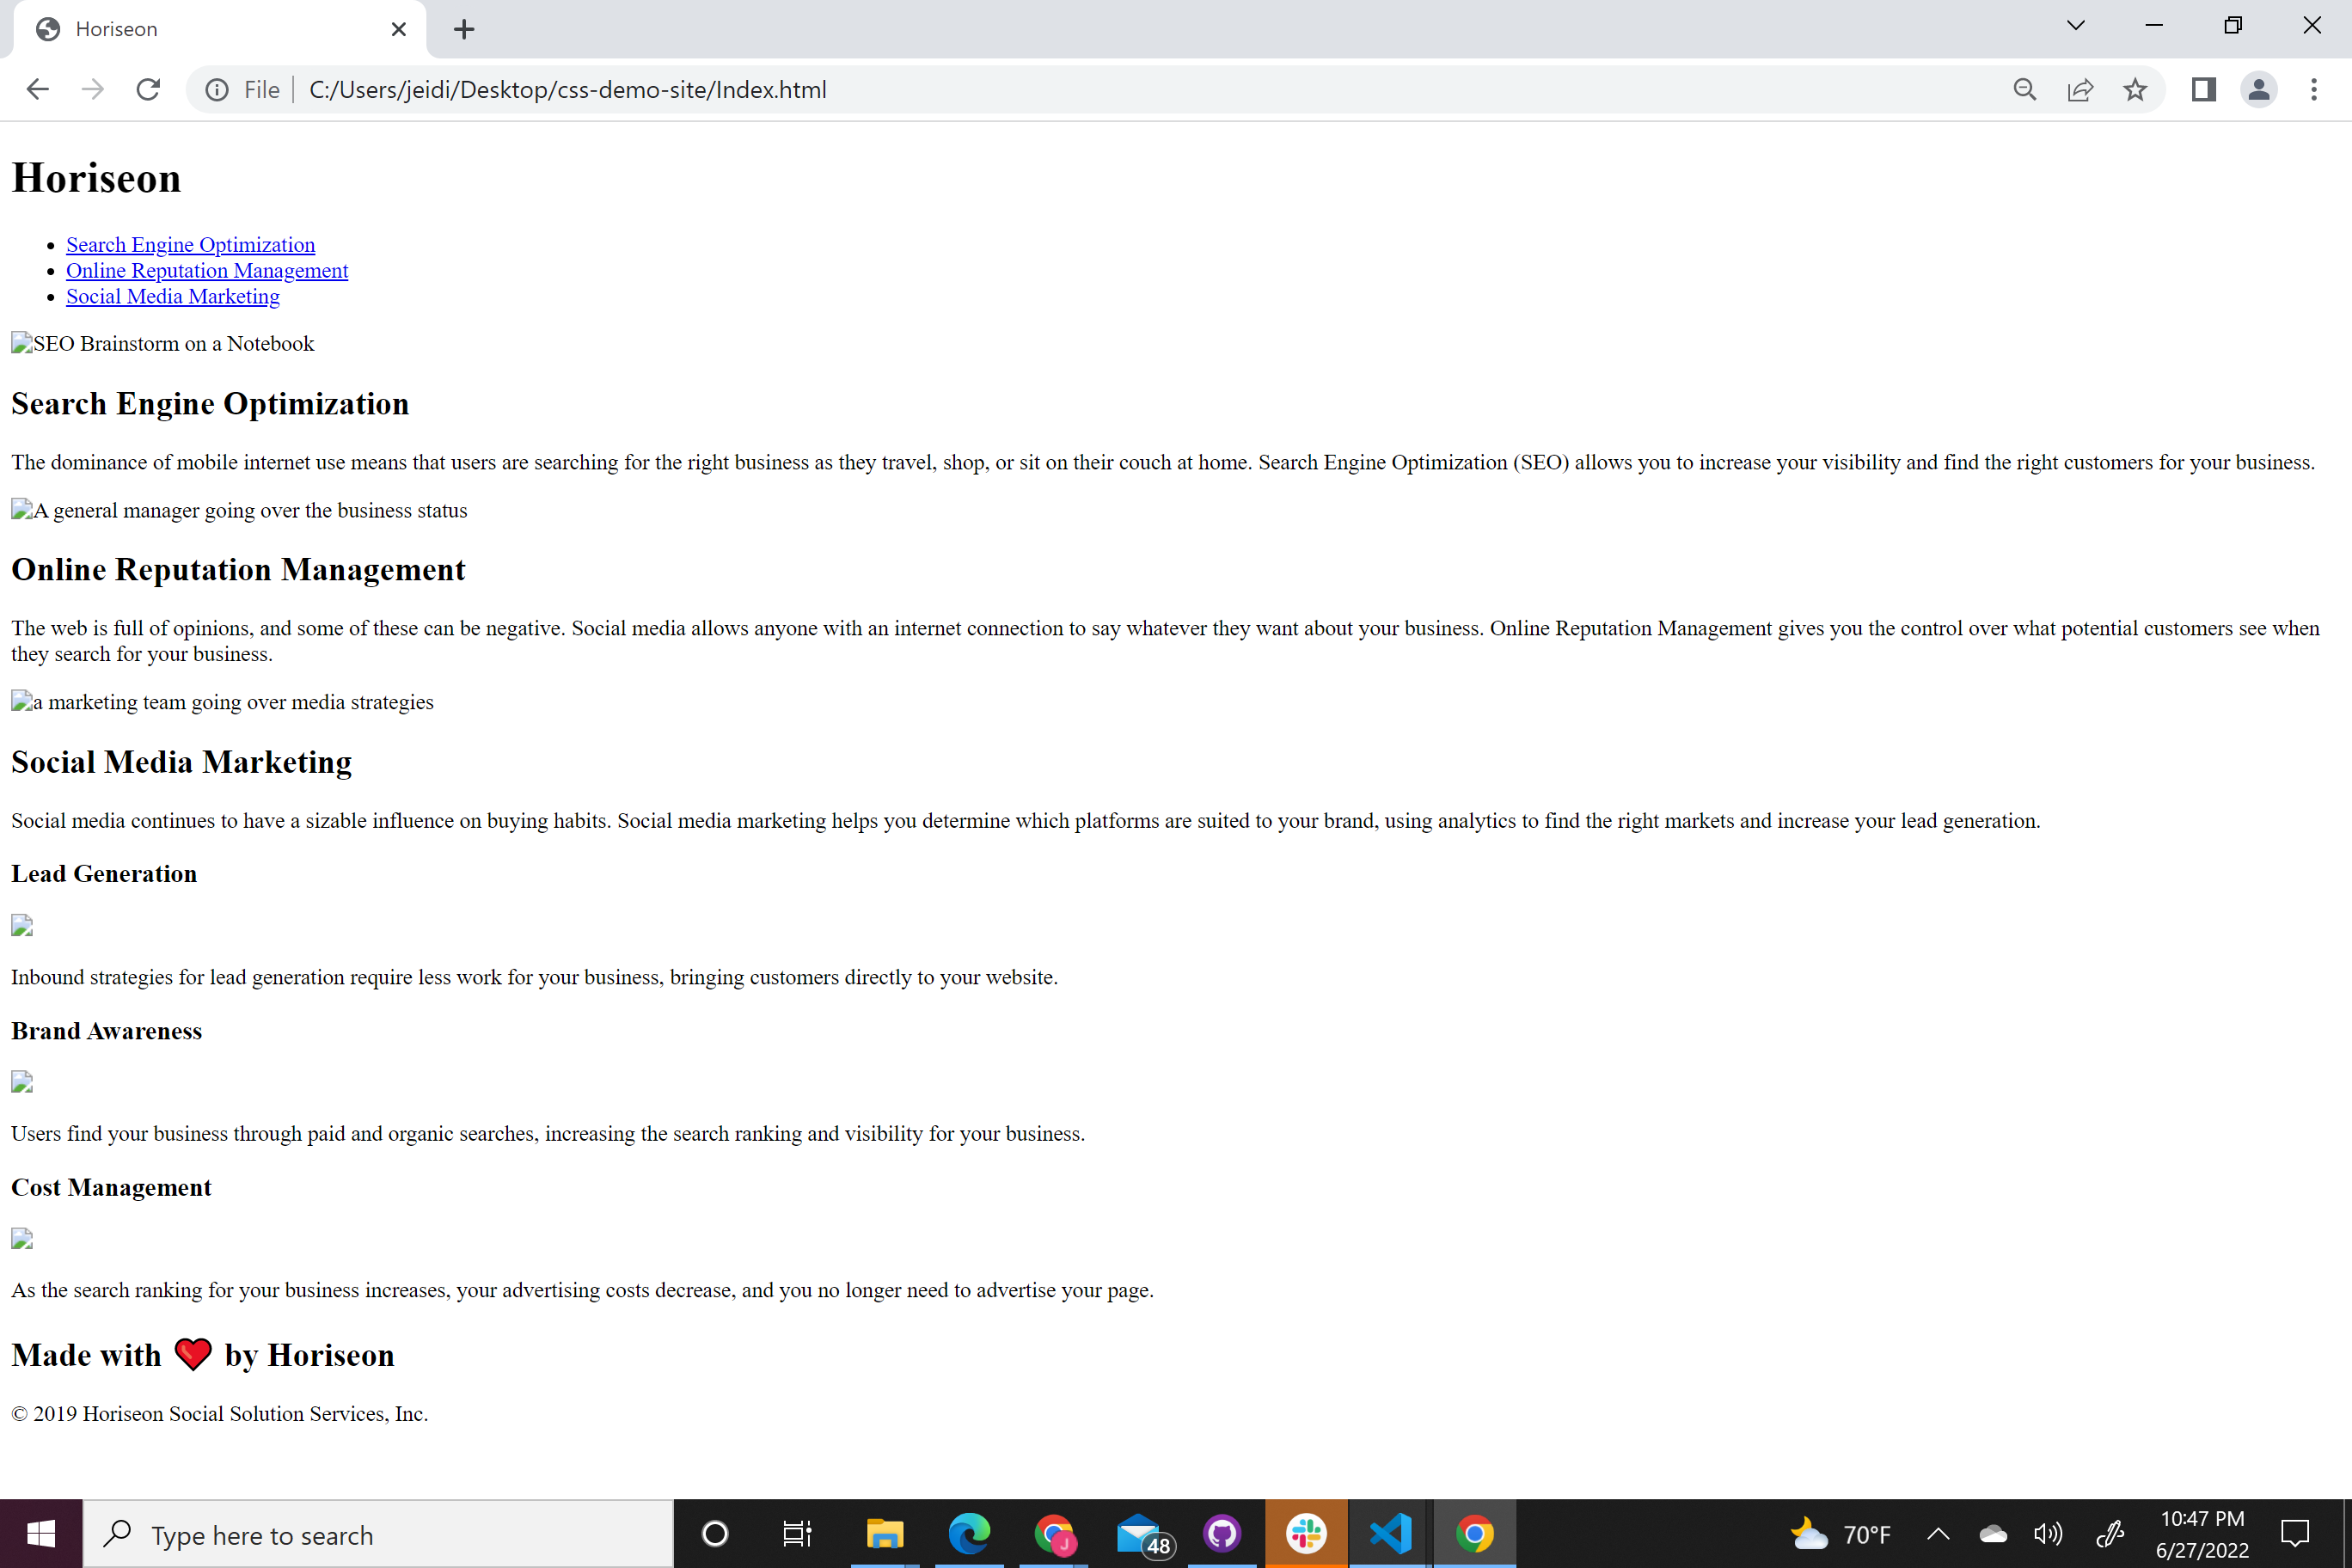 Horiseon
File
C:/Users/jeidi/Desktop/css-demo-site/Index.html
Horiseon
Search Engine Optimization
Online Reputation Management
Social Media Marketing
SEO Brainstorm on a Notebook
Search Engine Optimization
The dominance of mobile internet use means that users are searching for the right business as they travel, shop, or sit on their couch at home. Search Engine Optimization (SEO) allows you to increase your visibility and find the right customers for your business.
A general manager going over the business status
Online Reputation Management
The web is full of opinions, and some of these can be negative. Social media allows anyone with an internet connection to say whatever they want about your business. Online Reputation Management gives you the control over what potential customers see when
they search for your business.
a marketing team going over media strategies
Social Media Marketing
Social media continues to have a sizable influence on buying habits. Social media marketing helps you determine which platforms are suited to your brand, using analytics to find the right markets and increase your lead generation.
Lead Generation
Inbound strategies for lead generation require less work for your business, bringing customers directly to your website.
Brand Awareness
Users find your business through paid and organic searches, increasing the search ranking and visibility for your business.
Cost Management
As the search ranking for your business increases, your advertising costs decrease, and you no longer need to advertise your page.
Made with ❤️ by Horiseon
© 2019 Horiseon Social Solution Services, Inc.
Type here to search
J
48
70°F
10:47 PM
6/27/2022